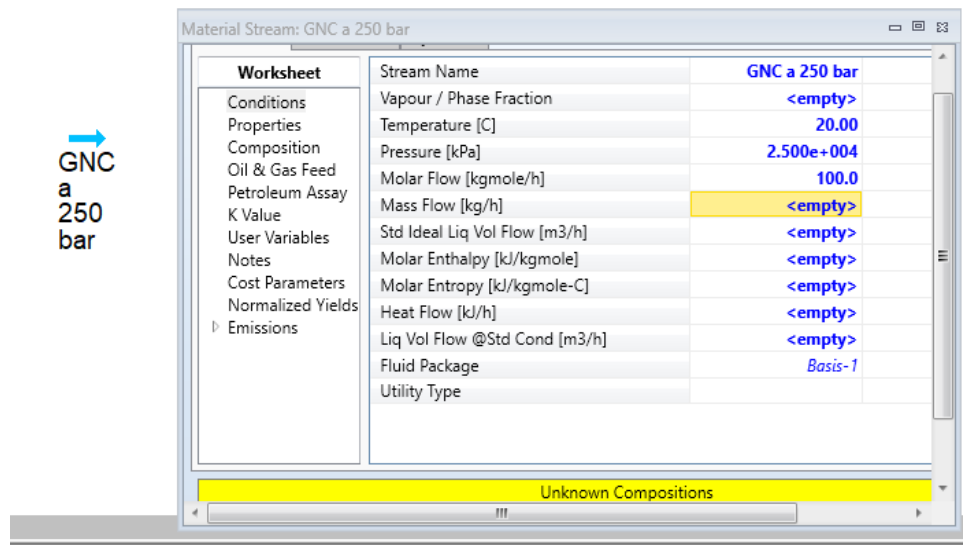 Material Stream: GNC a 250 bar
GNC
a
250
bar
Worksheet
Conditions
Properties
Composition
Oil & Gas Feed
Petroleum Assay
K Value
User Variables
Notes
Cost Parameters
Normalized Yields
Emissions
Stream Name GNC a 250 bar
Vapour / Phase Fraction <empty>
Temperature [C] 20.00
Pressure [kPa] 2.500e+004
Molar Flow [kgmole/h] 100.0
Mass Flow [kg/h] <empty>
Std Ideal Liq Vol Flow [m3/h] <empty>
Molar Enthalpy [kJ/kgmole] <empty>
Molar Entropy [kJ/kgmole-C] <empty>
Heat Flow [kJ/h] <empty>
Liq Vol Flow @Std Cond [m3/h] <empty>
Fluid Package Basis-1
Utility Type
Unknown Compositions